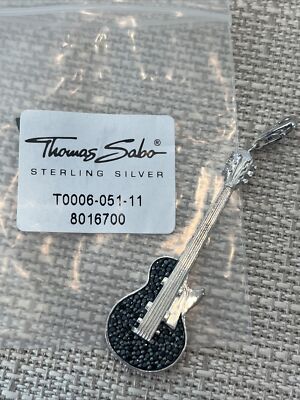 Thomas Sabo®
STERLING SILVER
T0006-051-11
8016700